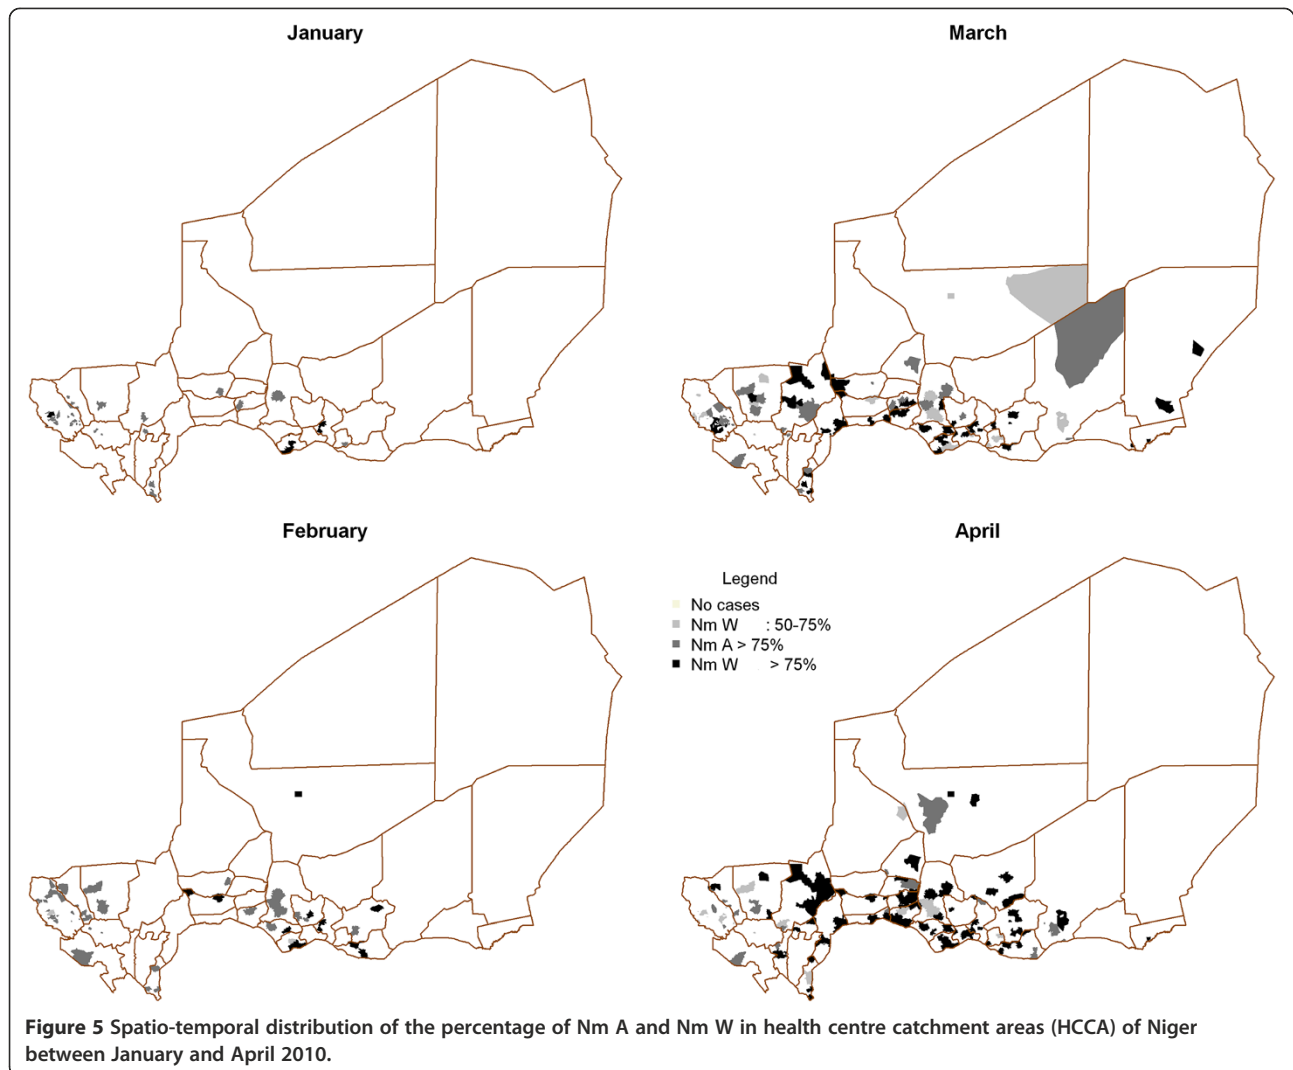 January
March
February
April
Legend
No cases
Nm W : 50-75%
Nm A > 75%
Nm W > 75%
Figure 5 Spatio-temporal distribution of the percentage of Nm A and Nm W in health centre catchment areas (HCCA) of Niger
between January and April 2010.